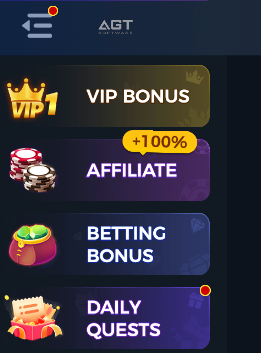 AGT
SOFTWARE
VIP 1
VIP BONUS
+100%
AFFILIATE
BETTING
BONUS
DAILY
QUESTS